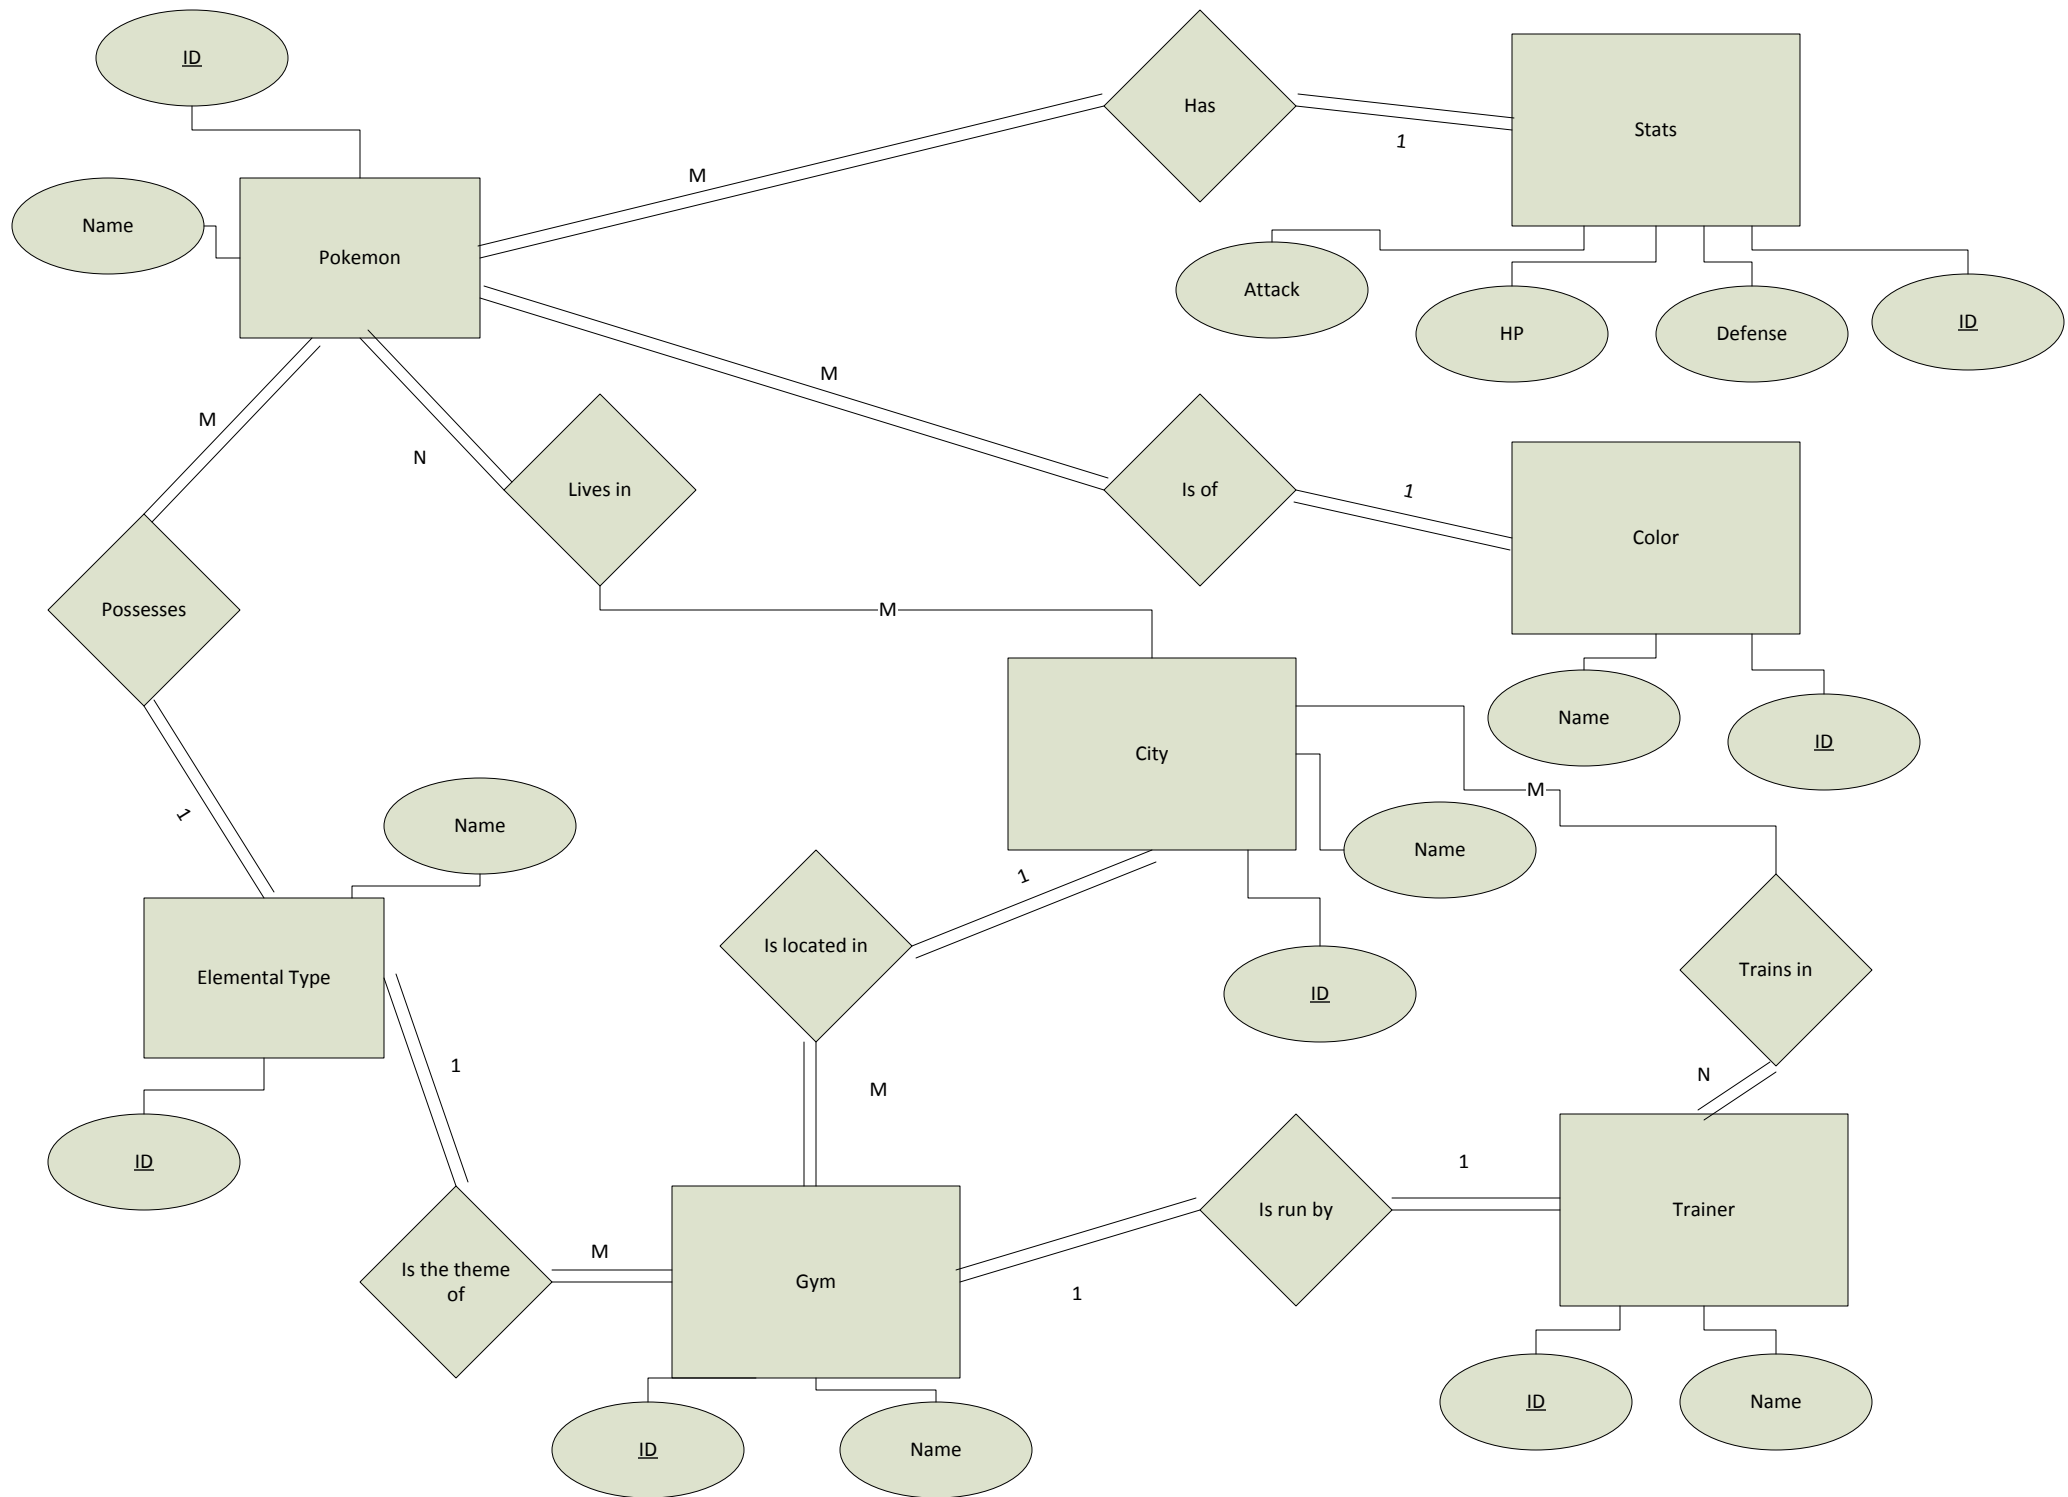 ID
Has
Stats
1
M
Name
Pokemon
Attack
HP
Defense
ID
M
M
N
Lives in
Is of
1
Color
Possesses
M
Name
ID
City
M
1
Name
Name
1
Is located in
Elemental Type
ID
Trains in
1
M
N
ID
1
Is run by
Trainer
M
Is the theme
of
Gym
1
ID
Name
ID
Name